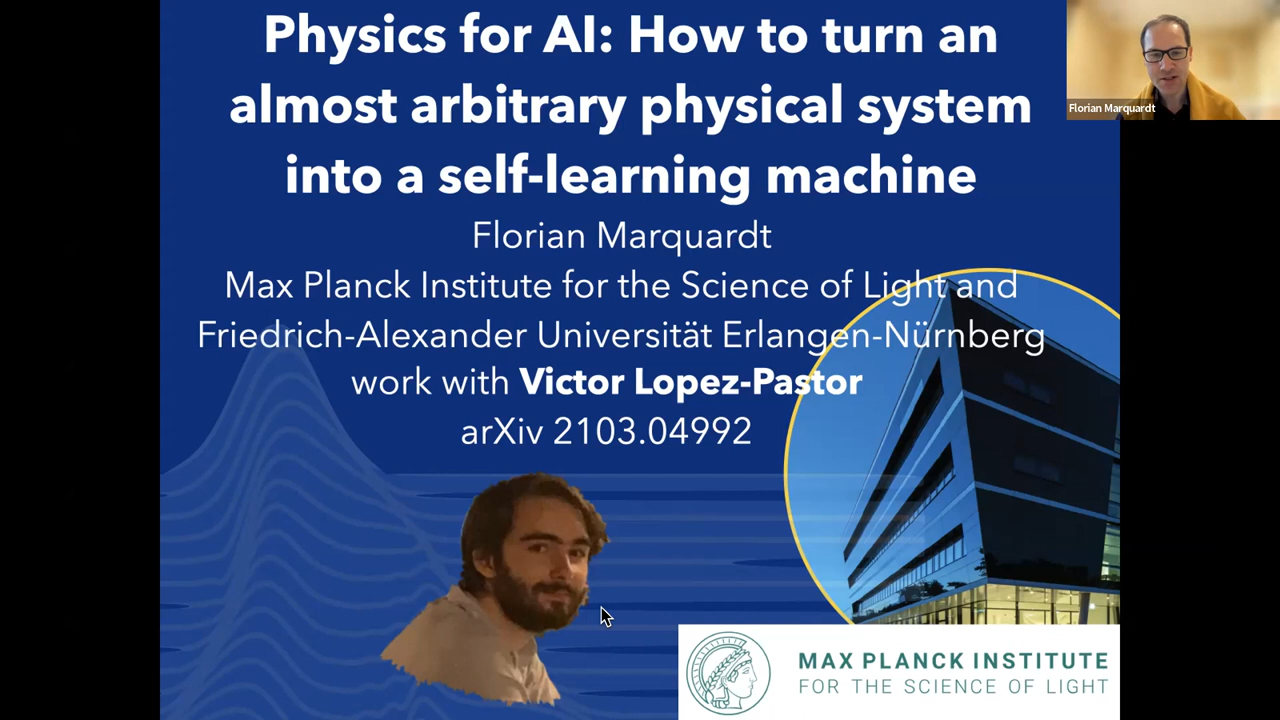 Physics for AI: How to turn an
almost arbitrary physical system
into a self-learning machine
Florian Marquardt
Max Planck Institute for the Science of Light and
Friedrich-Alexander Universität Erlangen-Nürnberg
work with Victor Lopez-Pastor
arXiv 2103.04992
MAX PLANCK INSTITUTE
FOR THE SCIENCE OF LIGHT
Florian Marquardt